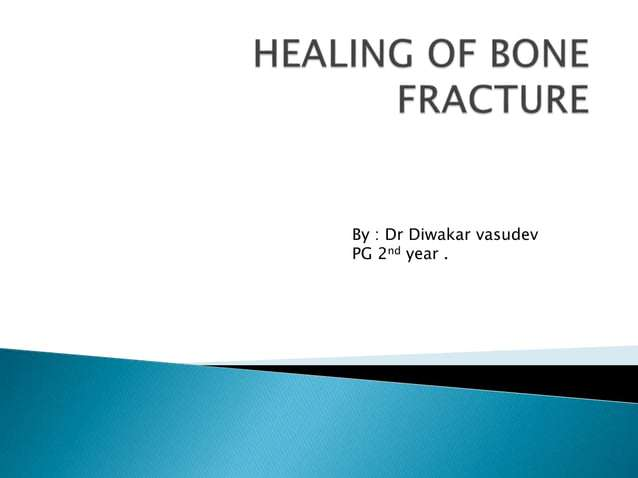 HEALING OF BONE
FRACTURE
By : Dr Diwakar vasudev
PG 2nd year .